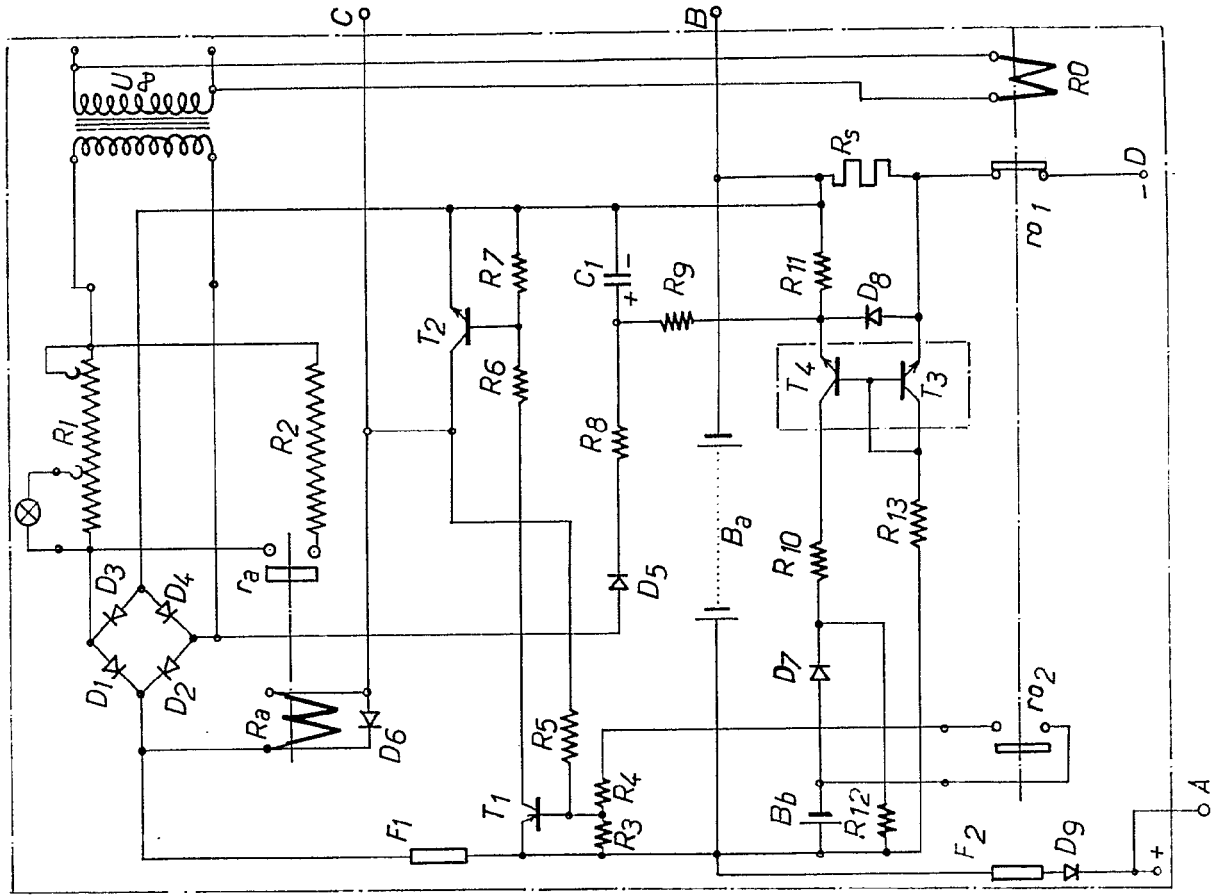 C
B
U∞
R1
R2
D3
D4
D1
D2
ra
Ra
D6
F1
T2
R7
R6
T1
R5
R4
R3
C1
+
−
R9
R8
D5
Ba
Rs
R0
R11
D8
T4
T3
R10
R13
D7
Bb
R12
ro1
ro2
D
−
F2
D9
A
+